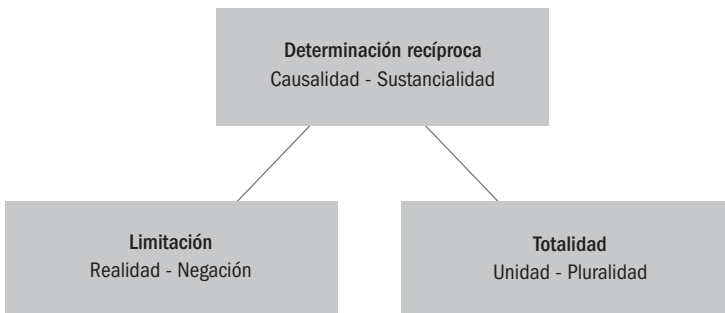 Determinación recíproca
Causalidad - Sustancialidad
Limitación
Realidad - Negación
Totalidad
Unidad - Pluralidad